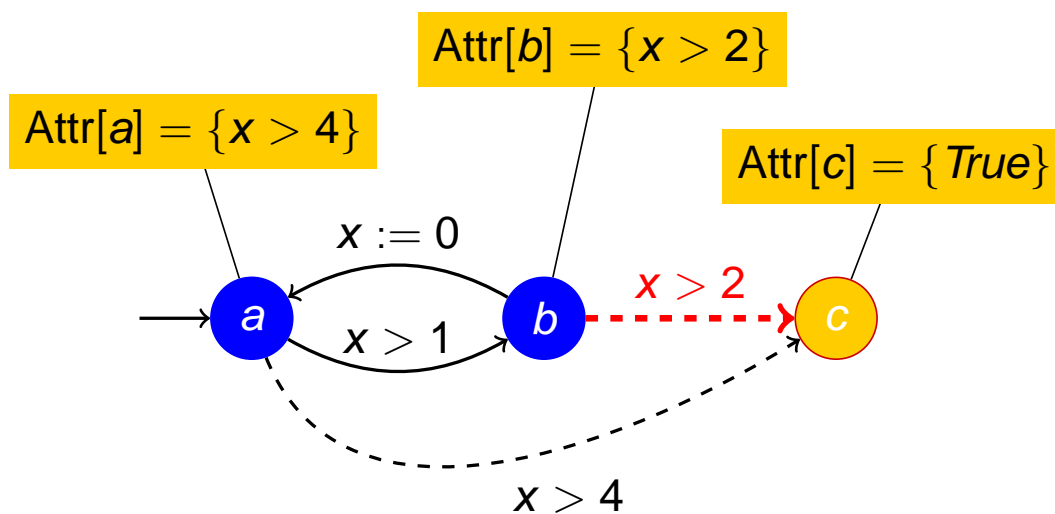 Attr[b] = {x > 2}
Attr[a] = {x > 4}
Attr[c] = {True}
x := 0
x > 2
a
x > 1
b
c
x > 4